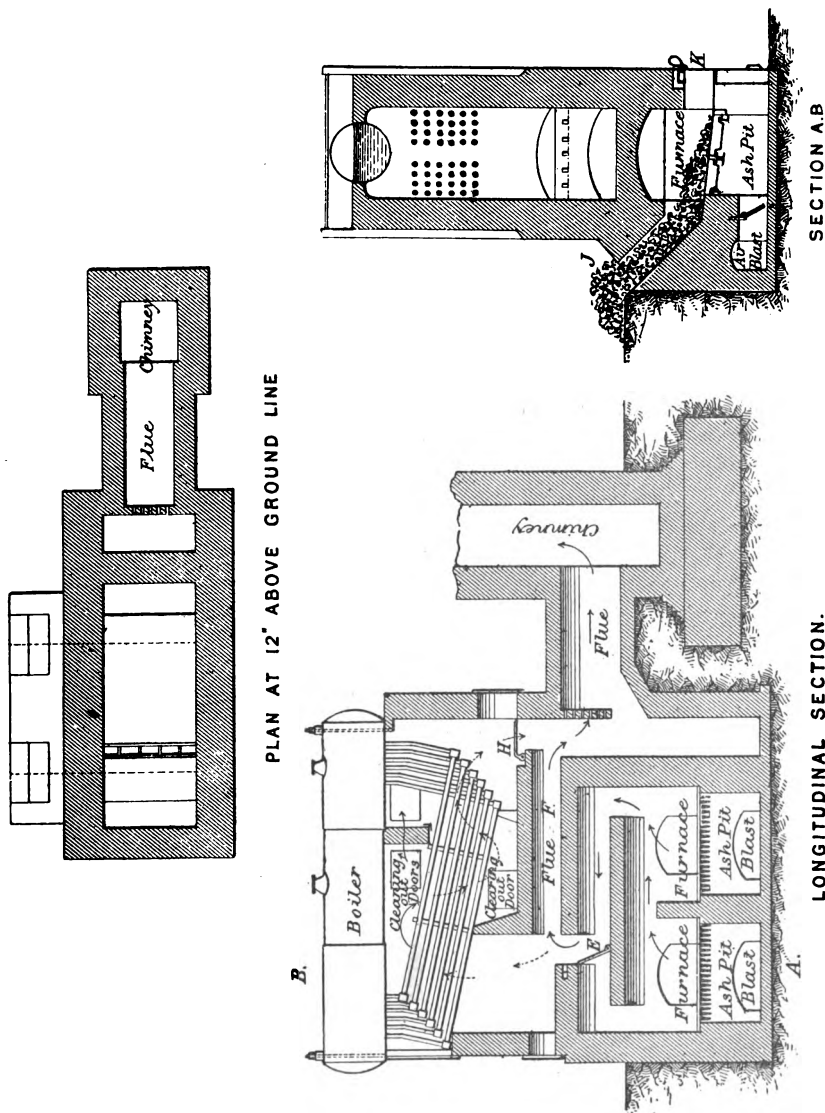 Flue
Chimney
PLAN AT 12" ABOVE GROUND LINE
J
K
Furnace
Ash Pit
Air
Blast
SECTION A.B
B.
Boiler
Cleaning
out
Doors
Clearing
out
Door
H
Flue F.
E
Flue
Chimney
Furnace
Furnace
Ash Pit
Blast
Ash Pit
Blast
A.
LONGITUDINAL SECTION.